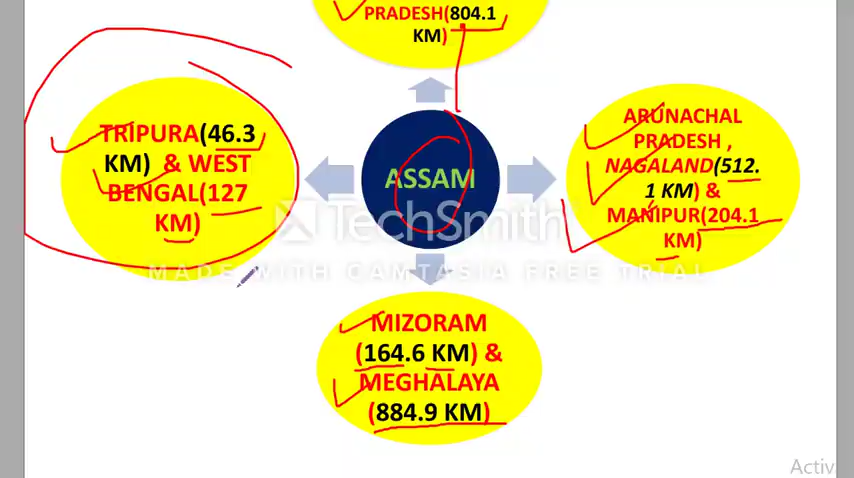 PRADESH(804.1
KM)
TRIPURA(46.3
KM) & WEST
BENGAL(127
KM)
ASSAM
ARUNACHAL
PRADESH ,
NAGALAND(512.
1 KM) &
MANIPUR(204.1
KM)
TechSmith
MADE WITH CAMTASIA FREE TRIAL
MIZORAM
(164.6 KM) &
MEGHALAYA
(884.9 KM)
Activ